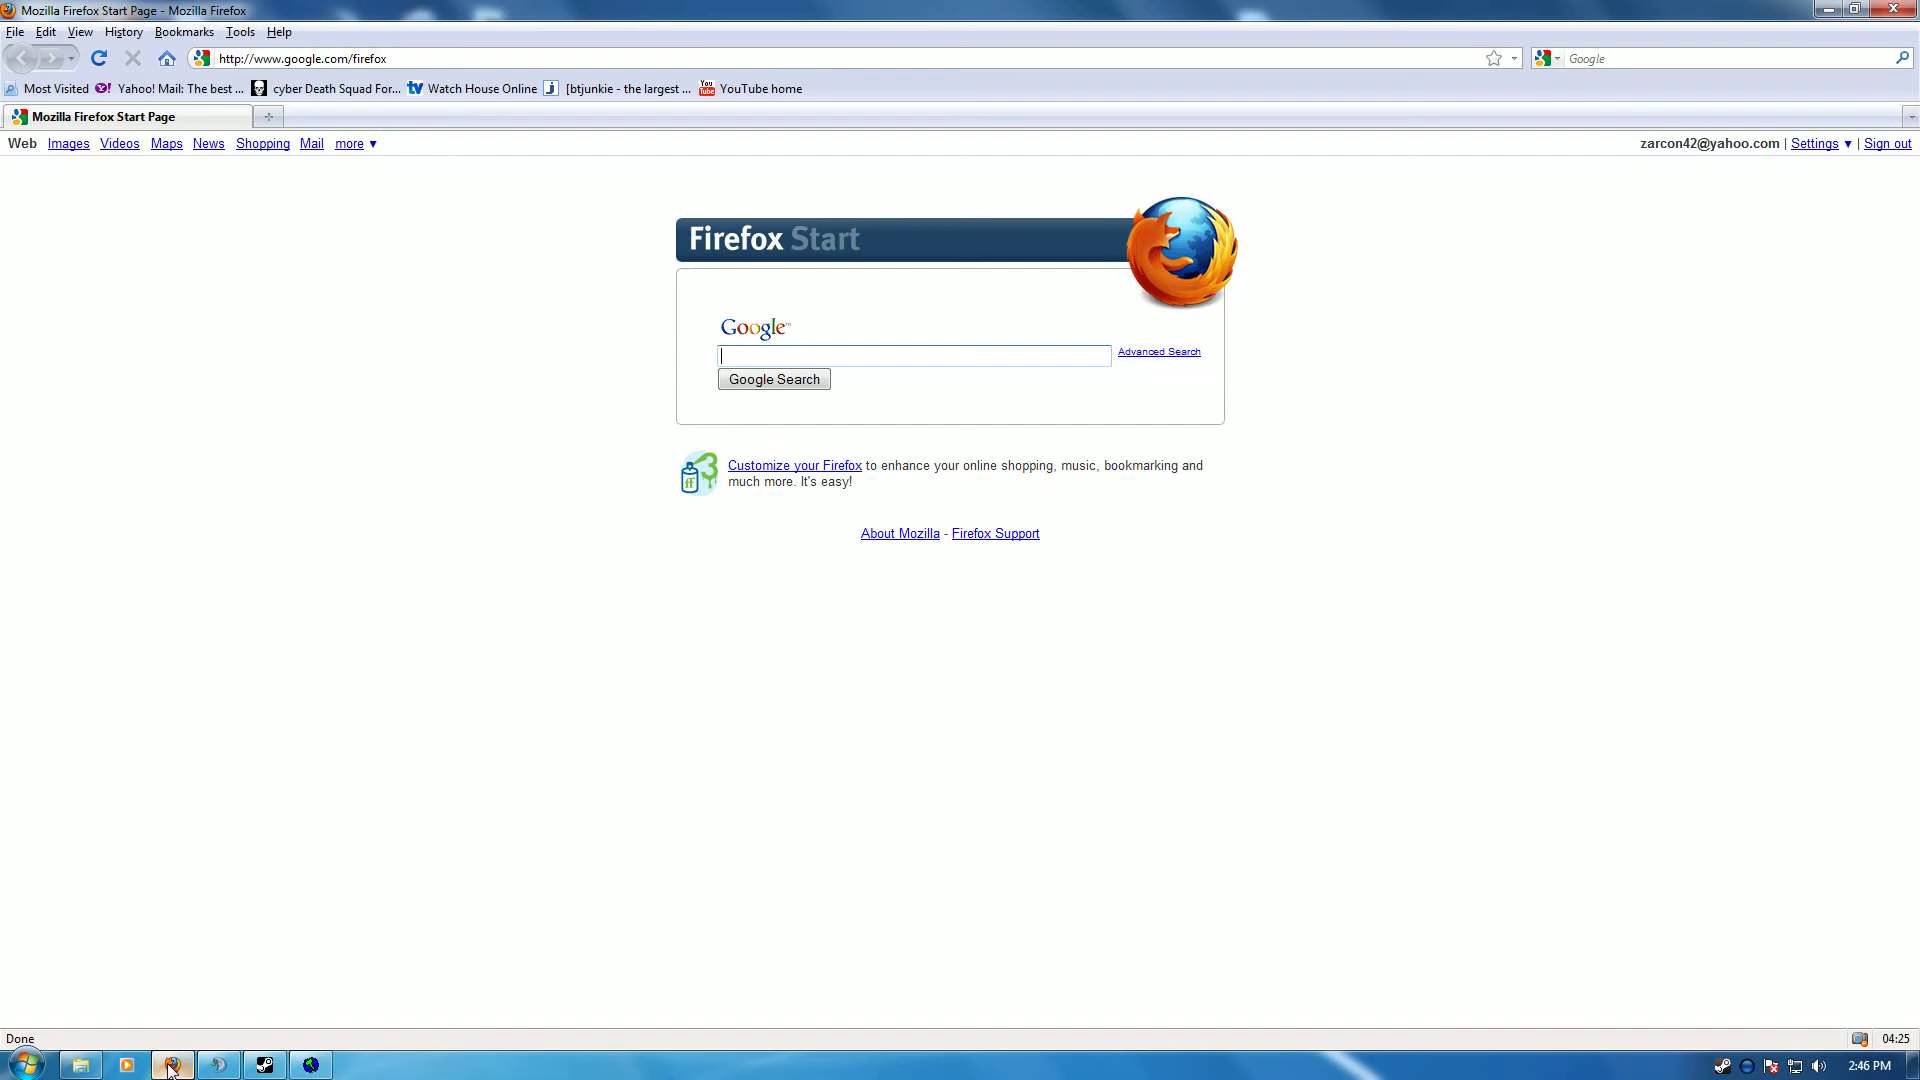 Mozilla Firefox Start Page - Mozilla Firefox
File Edit View History Bookmarks Tools Help
http://www.google.com/firefox Google
Most Visited Yahoo! Mail: The best ... cyber Death Squad For... Watch House Online [btjunkie - the largest ... YouTube home
Mozilla Firefox Start Page
Web Images Videos Maps News Shopping Mail more ▼ zarcon42@yahoo.com | Settings ▼ | Sign out
Firefox Start
Google™
Advanced Search
Google Search
Customize your Firefox to enhance your online shopping, music, bookmarking and
much more. It's easy!
About Mozilla - Firefox Support
Done 04:25
2:46 PM